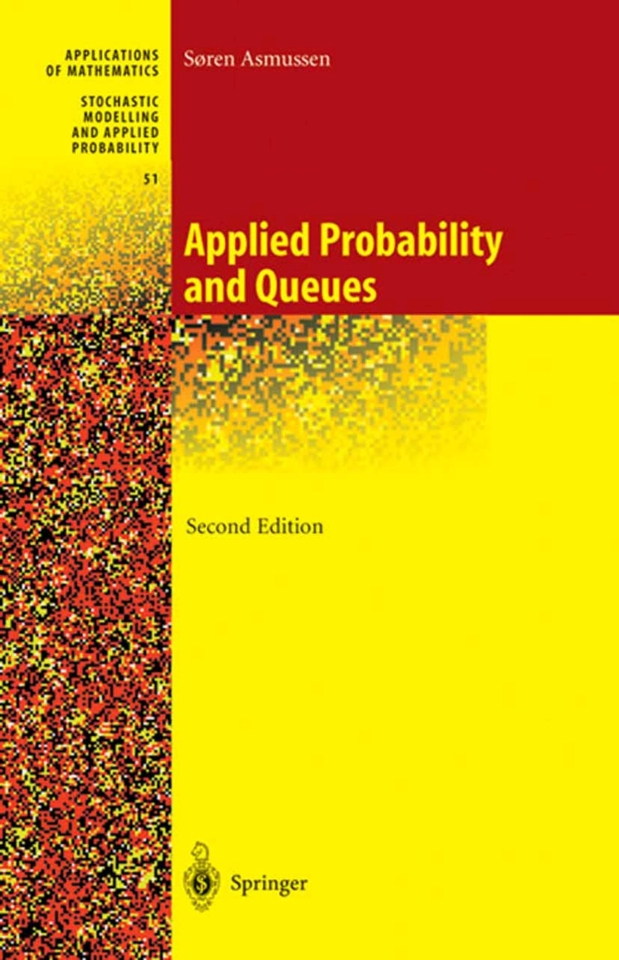 APPLICATIONS
OF MATHEMATICS
STOCHASTIC
MODELLING
AND APPLIED
PROBABILITY
51
Søren Asmussen
Applied Probability
and Queues
Second Edition
Springer